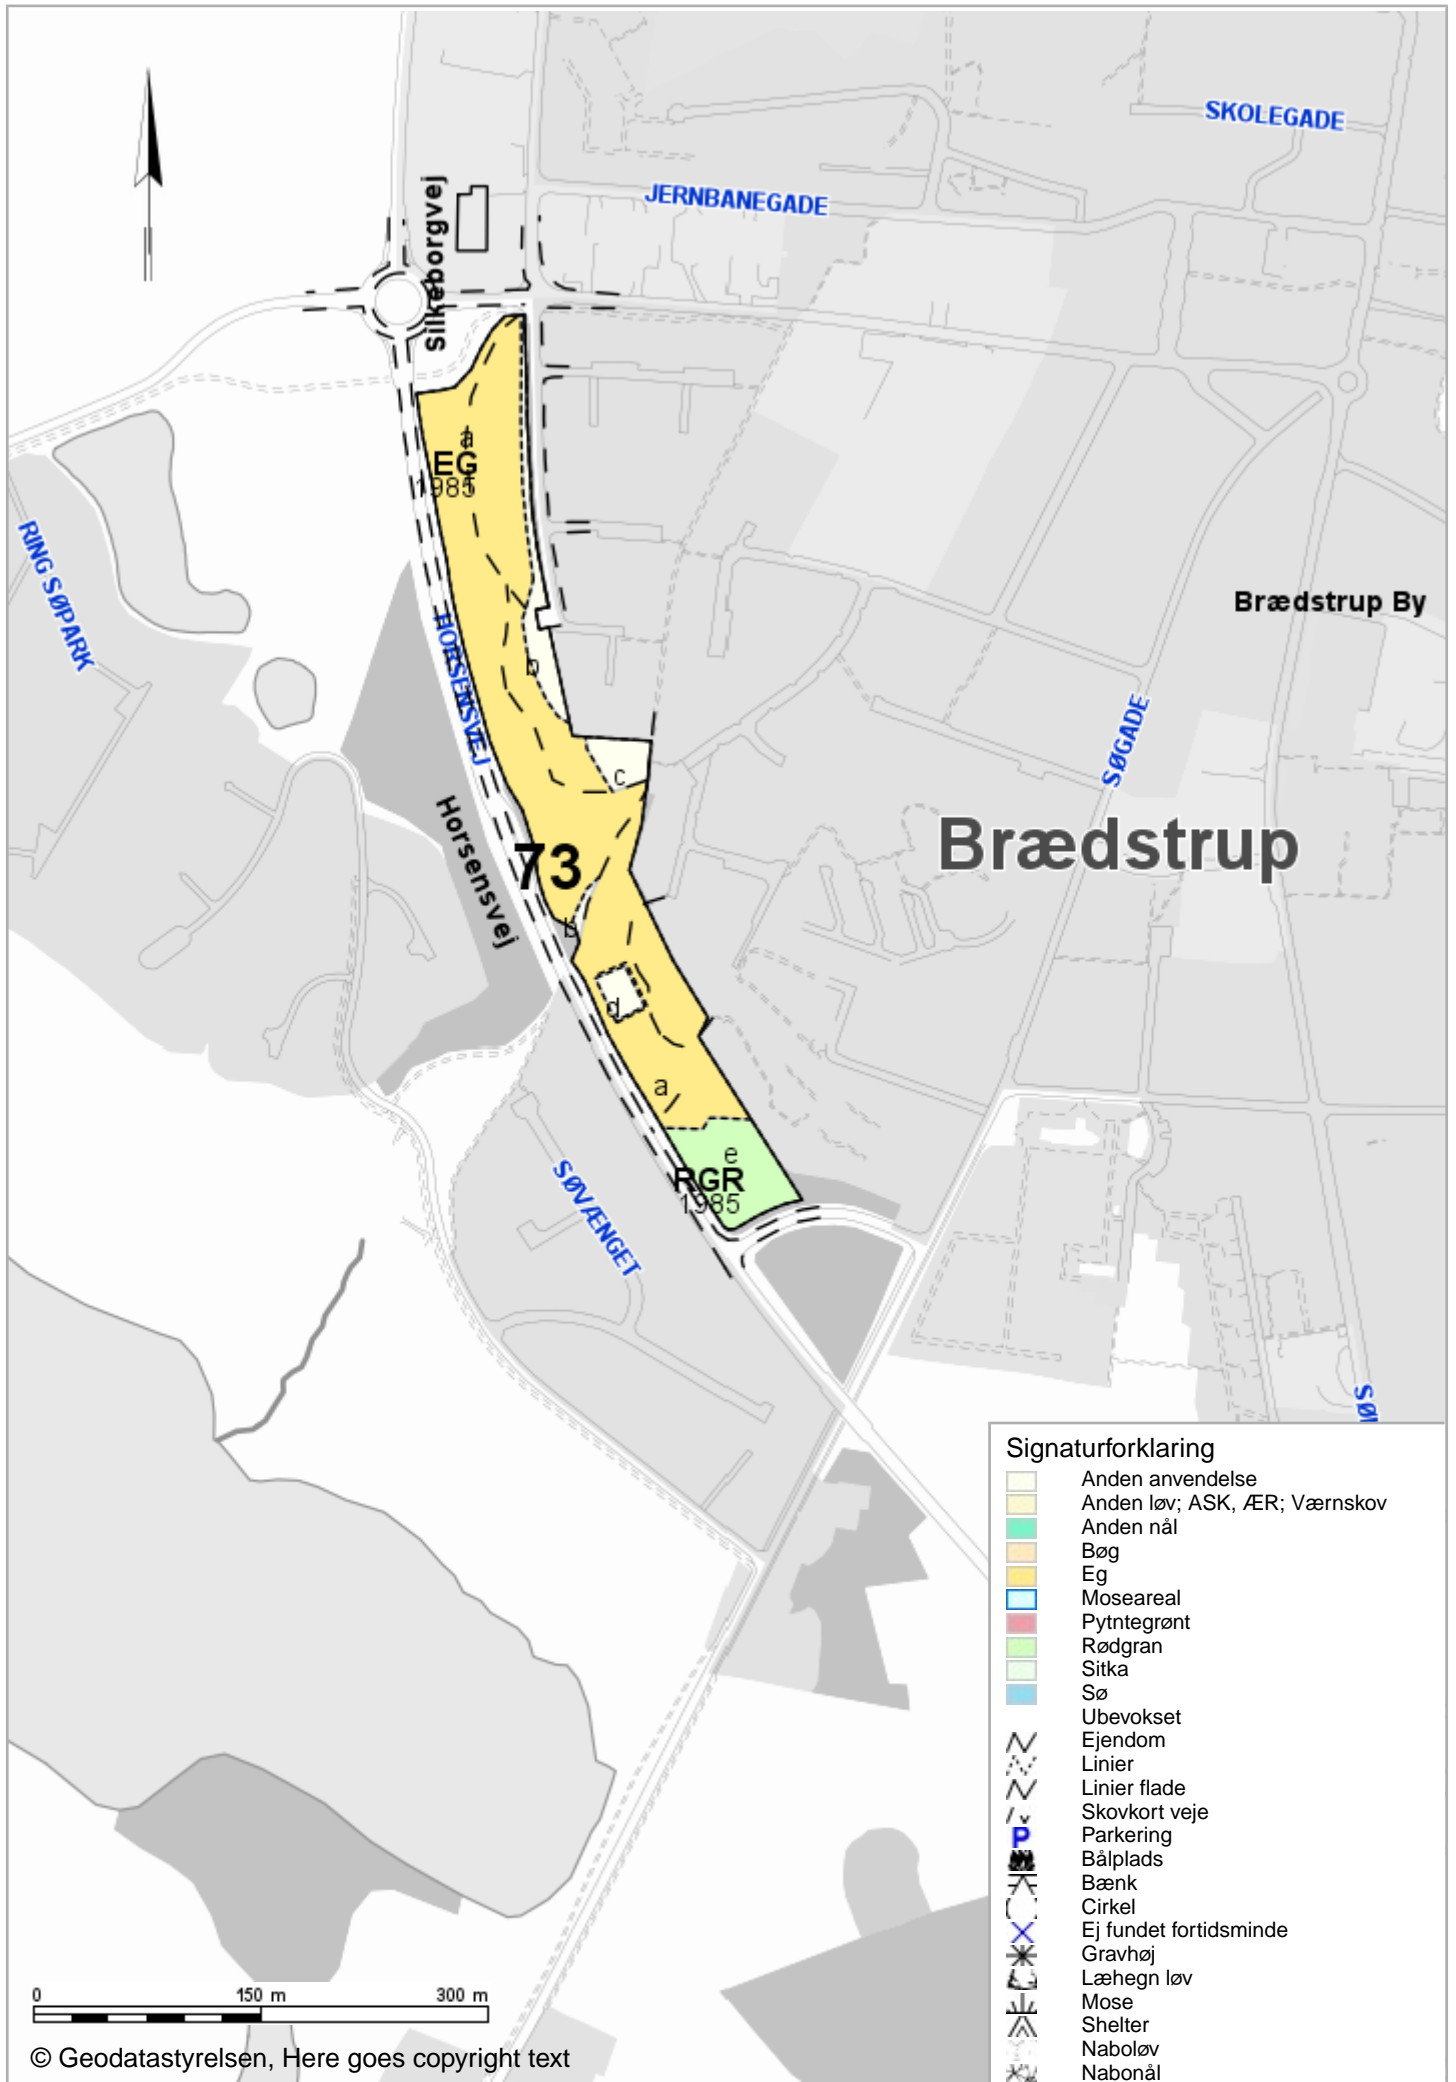 SKOLEGADE
JERNBANEGADE
Silkeborgvej
a
EG
1985
RING SØPARK
HORSENSVEJ
Brædstrup By
b
SØGADE
c
Horsensvej
73
Brædstrup
b
d
a
e
RGR
1985
SØVÆNGET
Signaturforklaring
Anden anvendelse
Anden løv; ASK, ÆR; Værnskov
Anden nål
Bøg
Eg
Moseareal
Pytntegrønt
Rødgran
Sitka
Sø
Ubevokset
Ejendom
Linier
Linier flade
Skovkort veje
P Parkering
Bålplads
Bænk
Cirkel
Ej fundet fortidsminde
Gravhøj
Læhegn løv
Mose
Shelter
Naboløv
Nabonål
0 150 m 300 m
© Geodatastyrelsen, Here goes copyright text